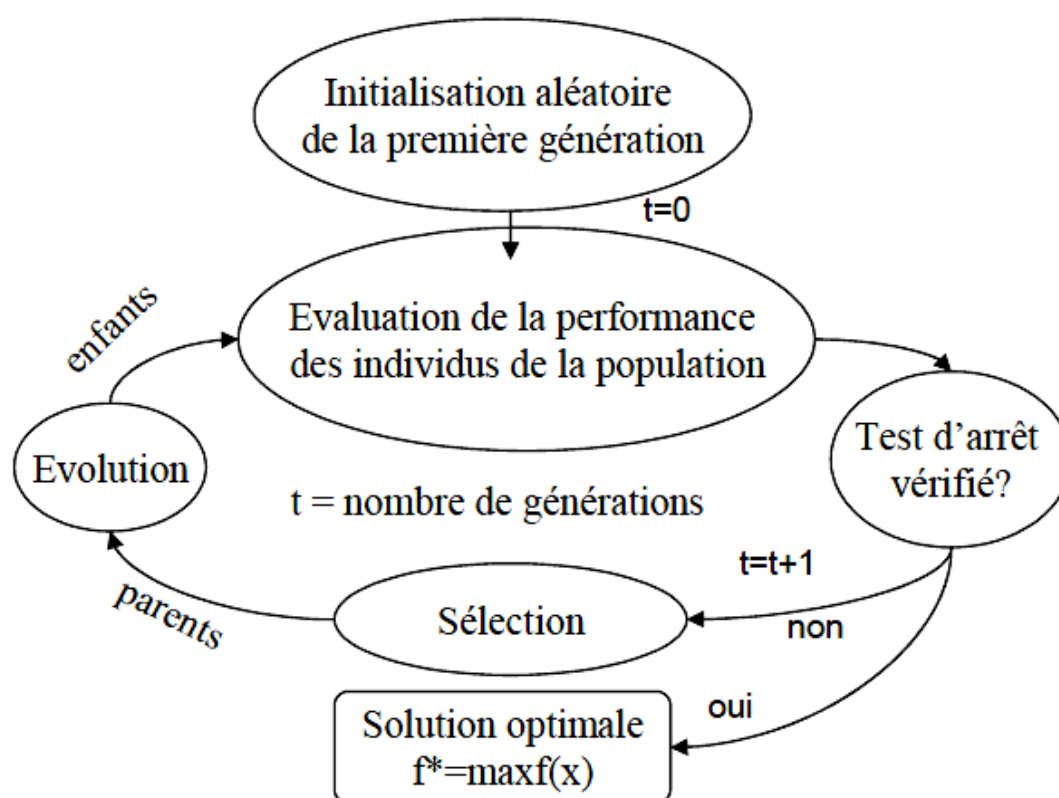 Initialisation aléatoire
de la première génération
t=0
Evaluation de la performance
des individus de la population
enfants
Test d'arrêt
vérifié?
Evolution
t = nombre de générations
t=t+1
parents
Sélection
non
oui
Solution optimale
f*=maxf(x)